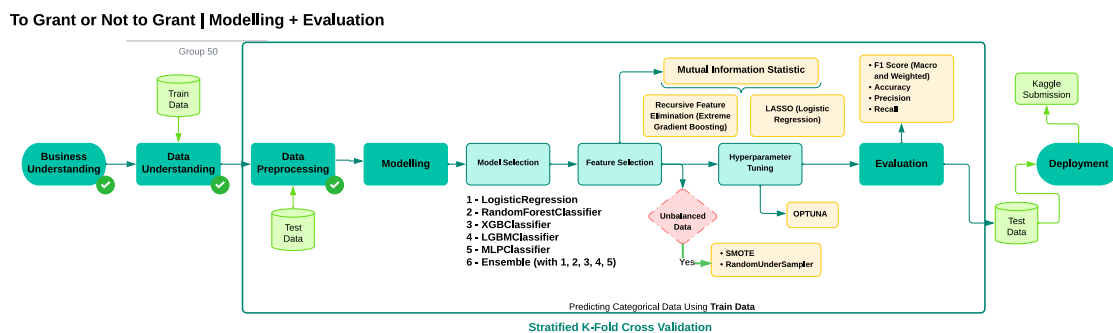 To Grant or Not to Grant | Modelling + Evaluation
Group 50
Train
Data
Business
Understanding
Data
Understanding
Data
Preprocessing
Test
Data
Modelling
Model Selection
1 - LogisticRegression
2 - RandomForestClassifier
3 - XGBClassifier
4 - LGBMClassifier
5 - MLPClassifier
6 - Ensemble (with 1, 2, 3, 4, 5)
Feature Selection
Mutual Information Statistic
Recursive Feature
Elimination (Extreme
Gradient Boosting)
LASSO (Logistic
Regression)
Unbalanced
Data
Yes
• SMOTE
• RandomUnderSampler
Hyperparameter
Tuning
OPTUNA
Evaluation
• F1 Score (Macro
and Weighted)
• Accuracy
• Precision
• Recall
Test
Data
Deployment
Kaggle
Submission
Predicting Categorical Data Using Train Data
Stratified K-Fold Cross Validation